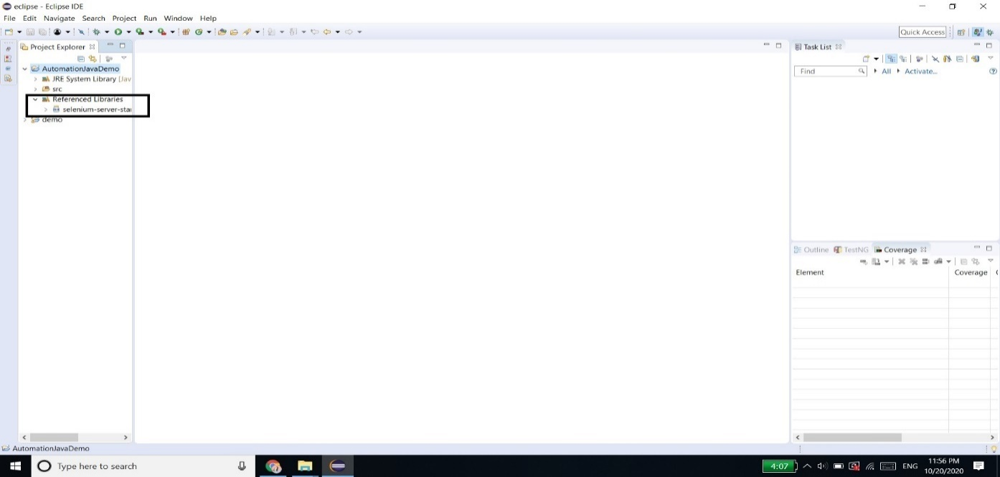 eclipse - Eclipse IDE
File Edit Navigate Search Project Run Window Help
Quick Access
Project Explorer
AutomationJavaDemo
JRE System Library [Jav
src
Referenced Libraries
selenium-server-sta
demo
Task List
Find All Activate...
Outline TestNG Coverage
Element Coverage
AutomationJavaDemo
Type here to search
4:07 ENG
11:56 PM
10/20/2020